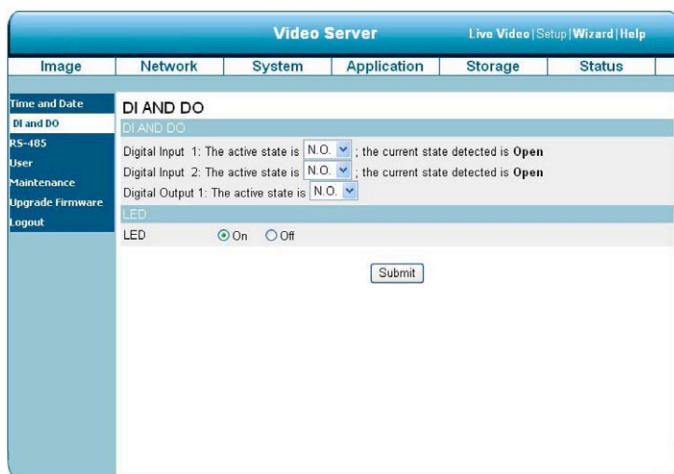 Video Server
Live Video | Setup | Wizard | Help
Image Network System Application Storage Status
Time and Date
DI and DO
RS-485
User
Maintenance
Upgrade Firmware
Logout
DI AND DO
DI AND DO
Digital Input 1: The active state is N.O. ; the current state detected is Open
Digital Input 2: The active state is N.O. ; the current state detected is Open
Digital Output 1: The active state is N.O.
LED
LED On Off
Submit